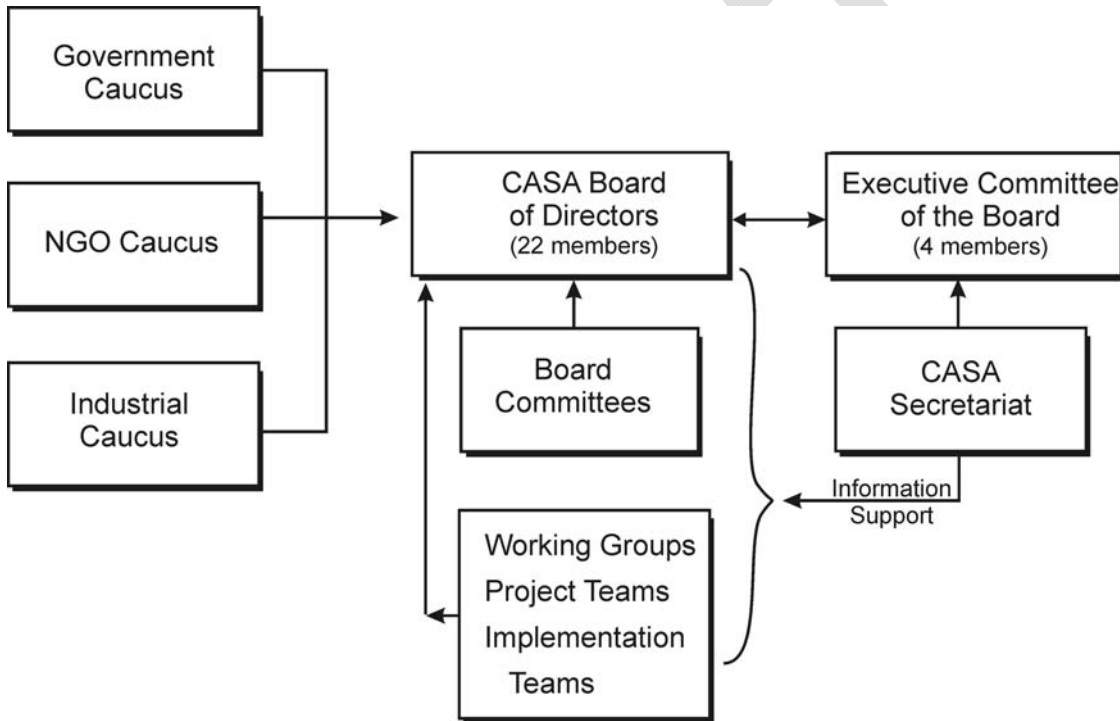 Government
Caucus
NGO Caucus
Industrial
Caucus
CASA Board
of Directors
(22 members)
Executive Committee
of the Board
(4 members)
Board
Committees
CASA
Secretariat
Information
Support
Working Groups
Project Teams
Implementation
Teams